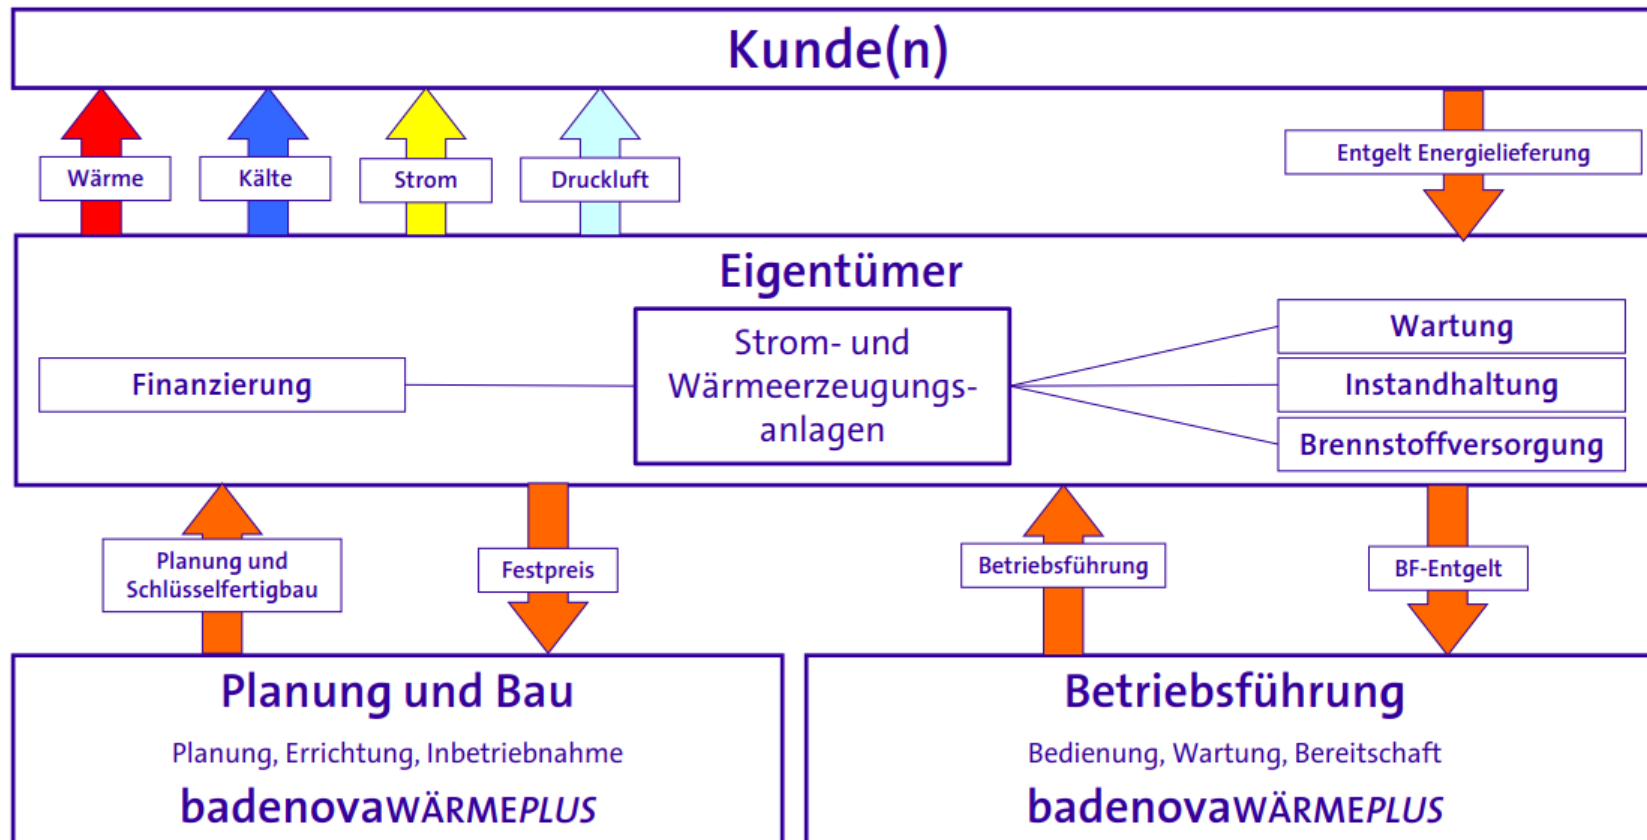 Kunde(n)
Wärme
Kälte
Strom
Druckluft
Entgelt Energielieferung
Eigentümer
Finanzierung
Strom- und
Wärmeerzeugungs-
anlagen
Wartung
Instandhaltung
Brennstoffversorgung
Planung und
Schlüsselfertigbau
Festpreis
Betriebsführung
BF-Entgelt
Planung und Bau
Planung, Errichtung, Inbetriebnahme
badenovaWÄRMEPLUS
Betriebsführung
Bedienung, Wartung, Bereitschaft
badenovaWÄRMEPLUS